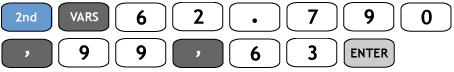 2nd VARS 6 2 . 7 9 0
, 9 9 , 6 3 ENTER